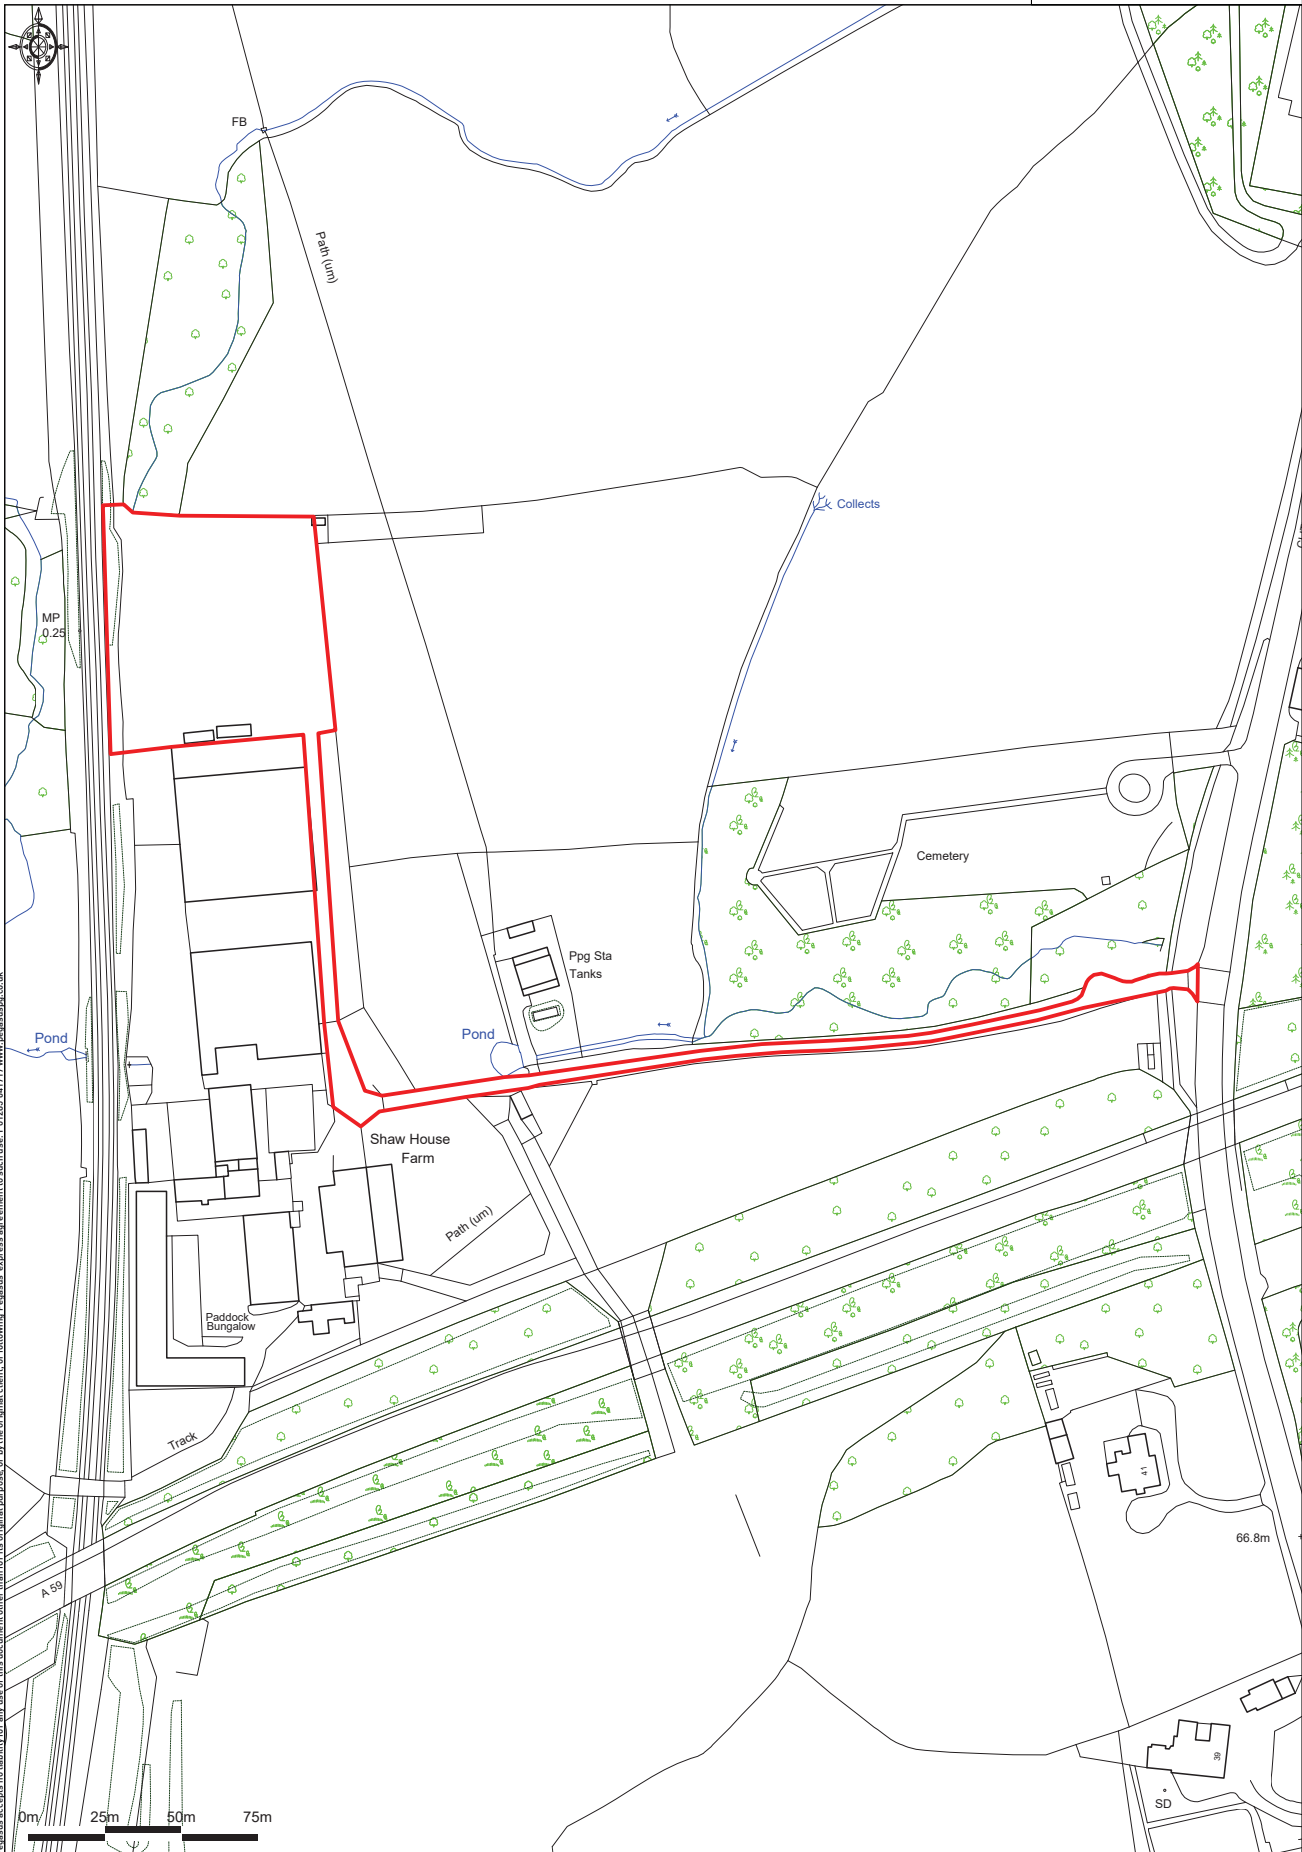 FB
Path (um)
Collects
MP
0.25
Cemetery
Ppg Sta
Tanks
Pond
Pond
Shaw House
Farm
Path (um)
Paddock
Bungalow
Track
A 59
41
66.8m
39
SD
0m 25m 50m 75m